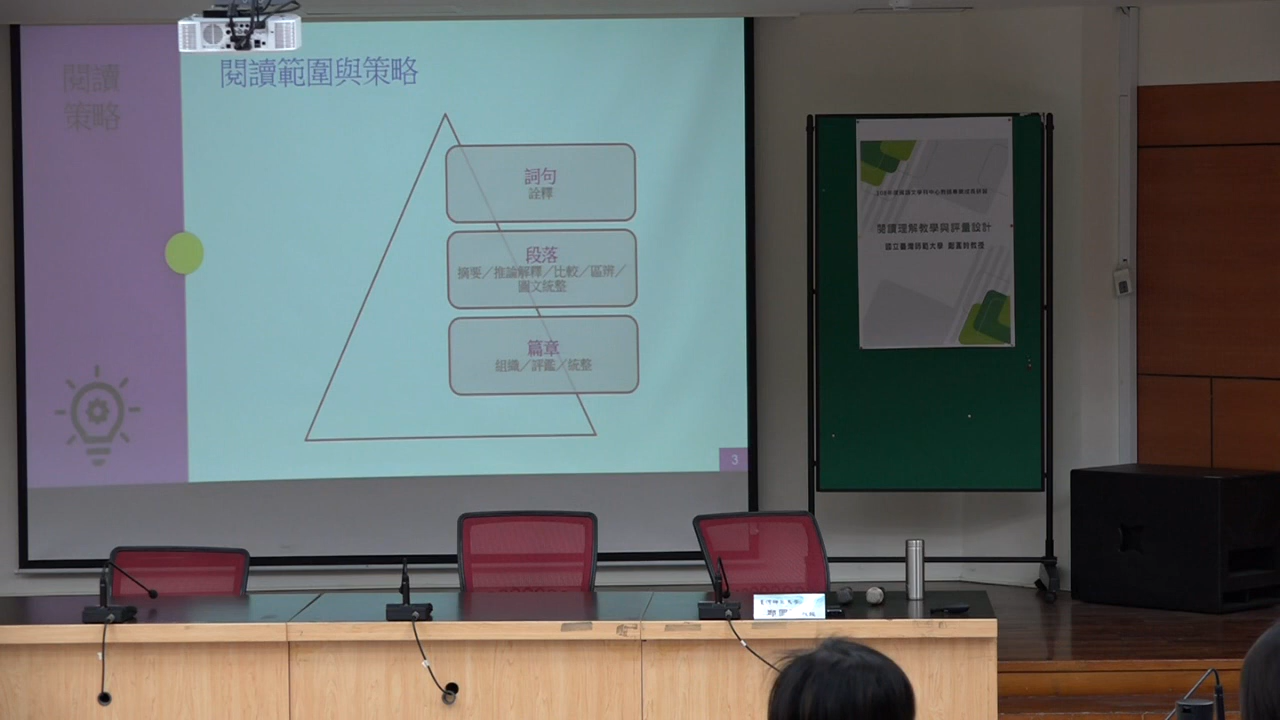 閱讀
策略
閱讀範圍與策略
詞句
詮釋
段落
摘要／推論解釋／比較／區辨／
圖文統整
篇章
組織／評鑑／統整
3
閱讀理解教學與評量設計
國立臺灣師範大學